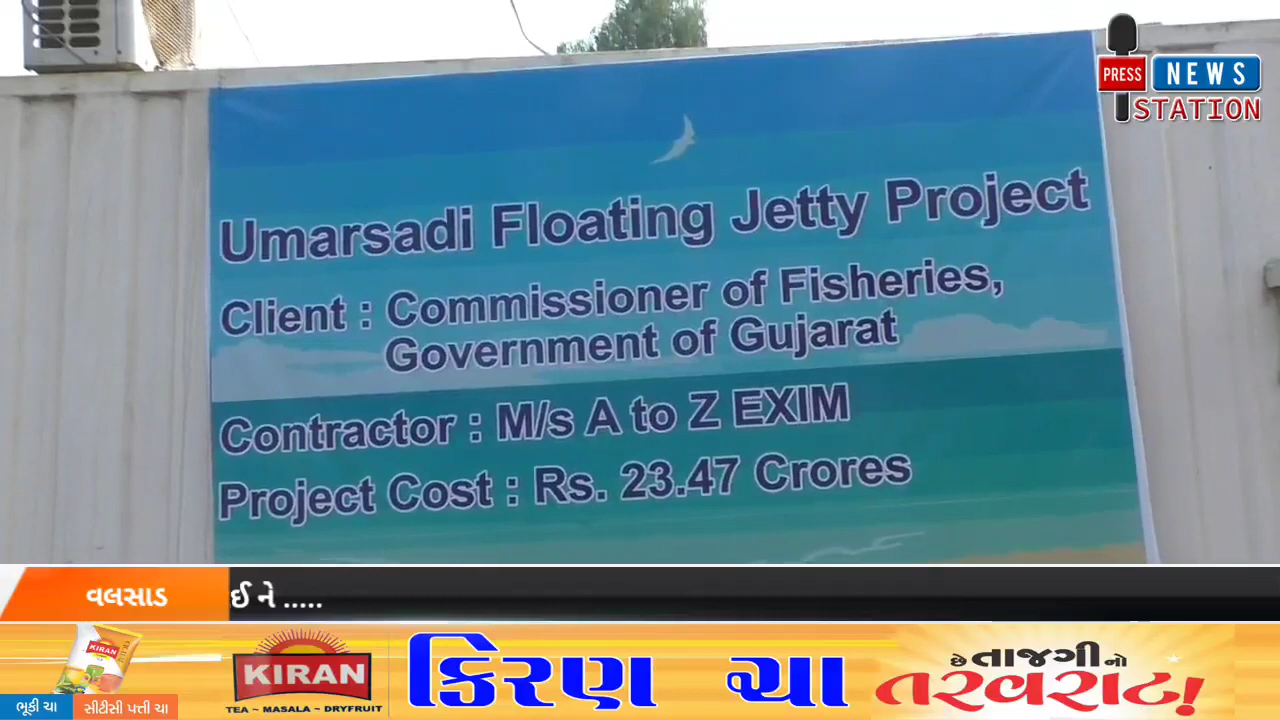 PRESS NEWS
STATION
Umarsadi Floating Jetty Project
Client : Commissioner of Fisheries,
Government of Gujarat
Contractor : M/s A to Z EXIM
Project Cost : Rs. 23.47 Crores
વલસાડ
ઈ ને .....
KIRAN
KIRAN
TEA ~ MASALA ~ DRYFRUIT
કિરણ ચા
છે તાજગી નો
તરવરાટ!
ભૂકી ચા
સીટીસી પત્તી ચા